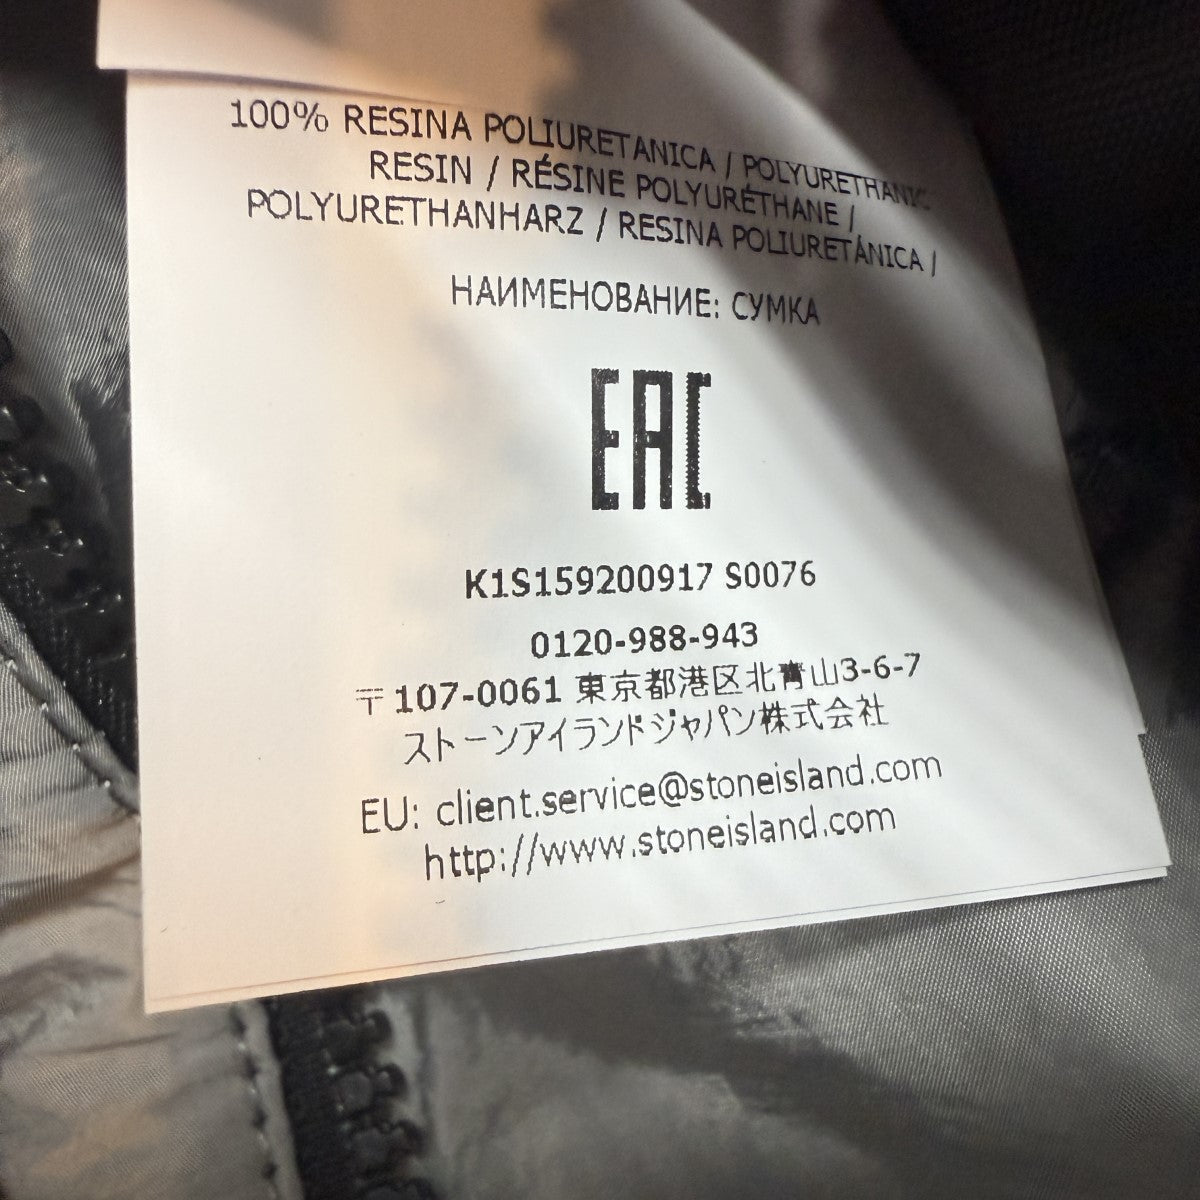 100% RESINA POLIURETANICA / POLYURETHANIC
RESIN / RÉSINE POLYURÉTHANE /
POLYURETHANHARZ / RESINA POLIURETÁNICA /
НАИМЕНОВАНИЕ: СУМКА
EAC
K1S159200917 S0076
0120-988-943
〒107-0061 東京都港区北青山3-6-7
ストーンアイランドジャパン株式会社
EU: client.service@stoneisland.com
http://www.stoneisland.com